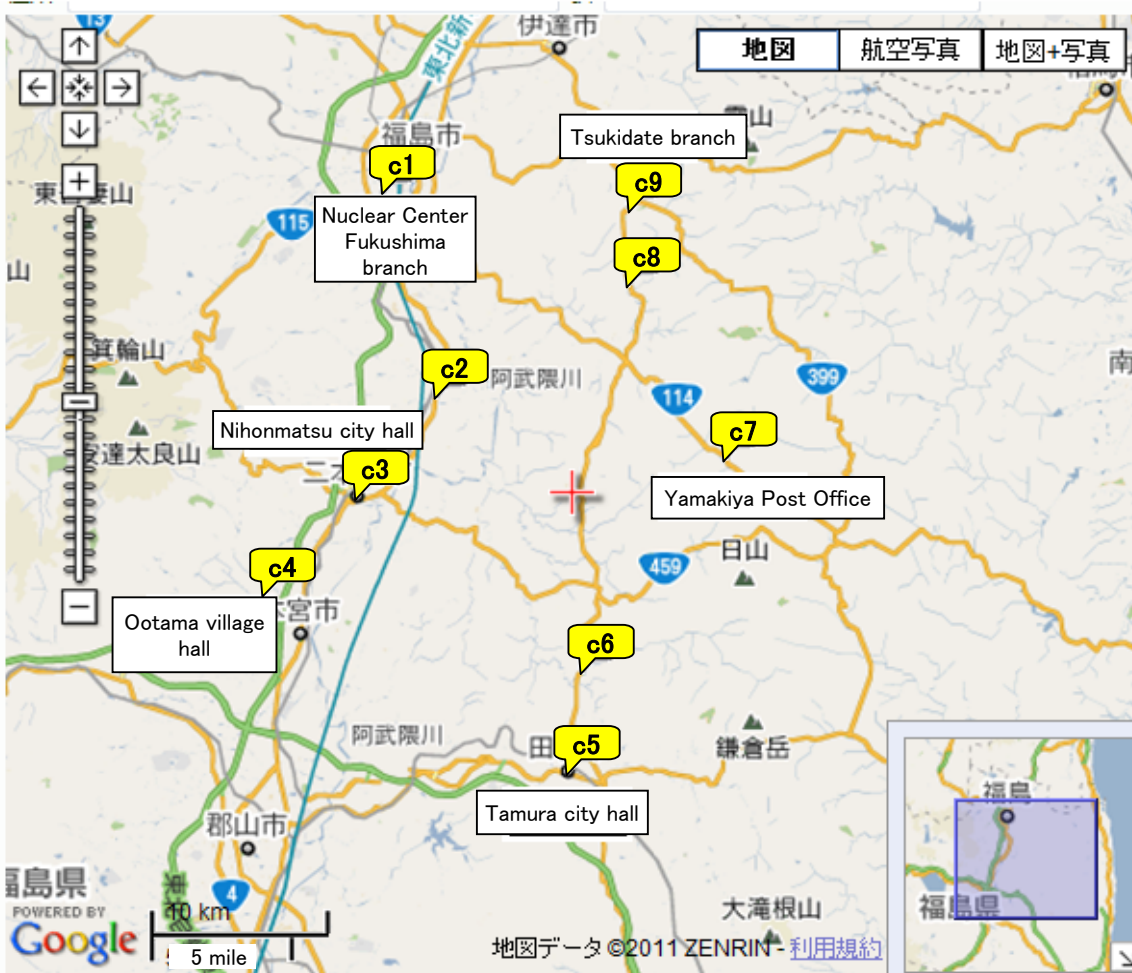 13
東北新
伊達市
地図
航空写真
地図+写真
福島市
Tsukidate branch
c1
c9
115
Nuclear Center
Fukushima
branch
c8
山
箕輪山
c2
阿武隈川
399
南
114
Nihonmatsu city hall
c7
安達太良山
c3
Yamakiya Post Office
c4
459
日山
Ootama village
hall
宮市
c6
阿武隈川
田
c5
鎌倉岳
Tamura city hall
福島
郡山市
4
福島県
福島県
POWERED BY
Google
10 km
5 mile
大滝根山
地図データ ©2011 ZENRIN - 利用規約